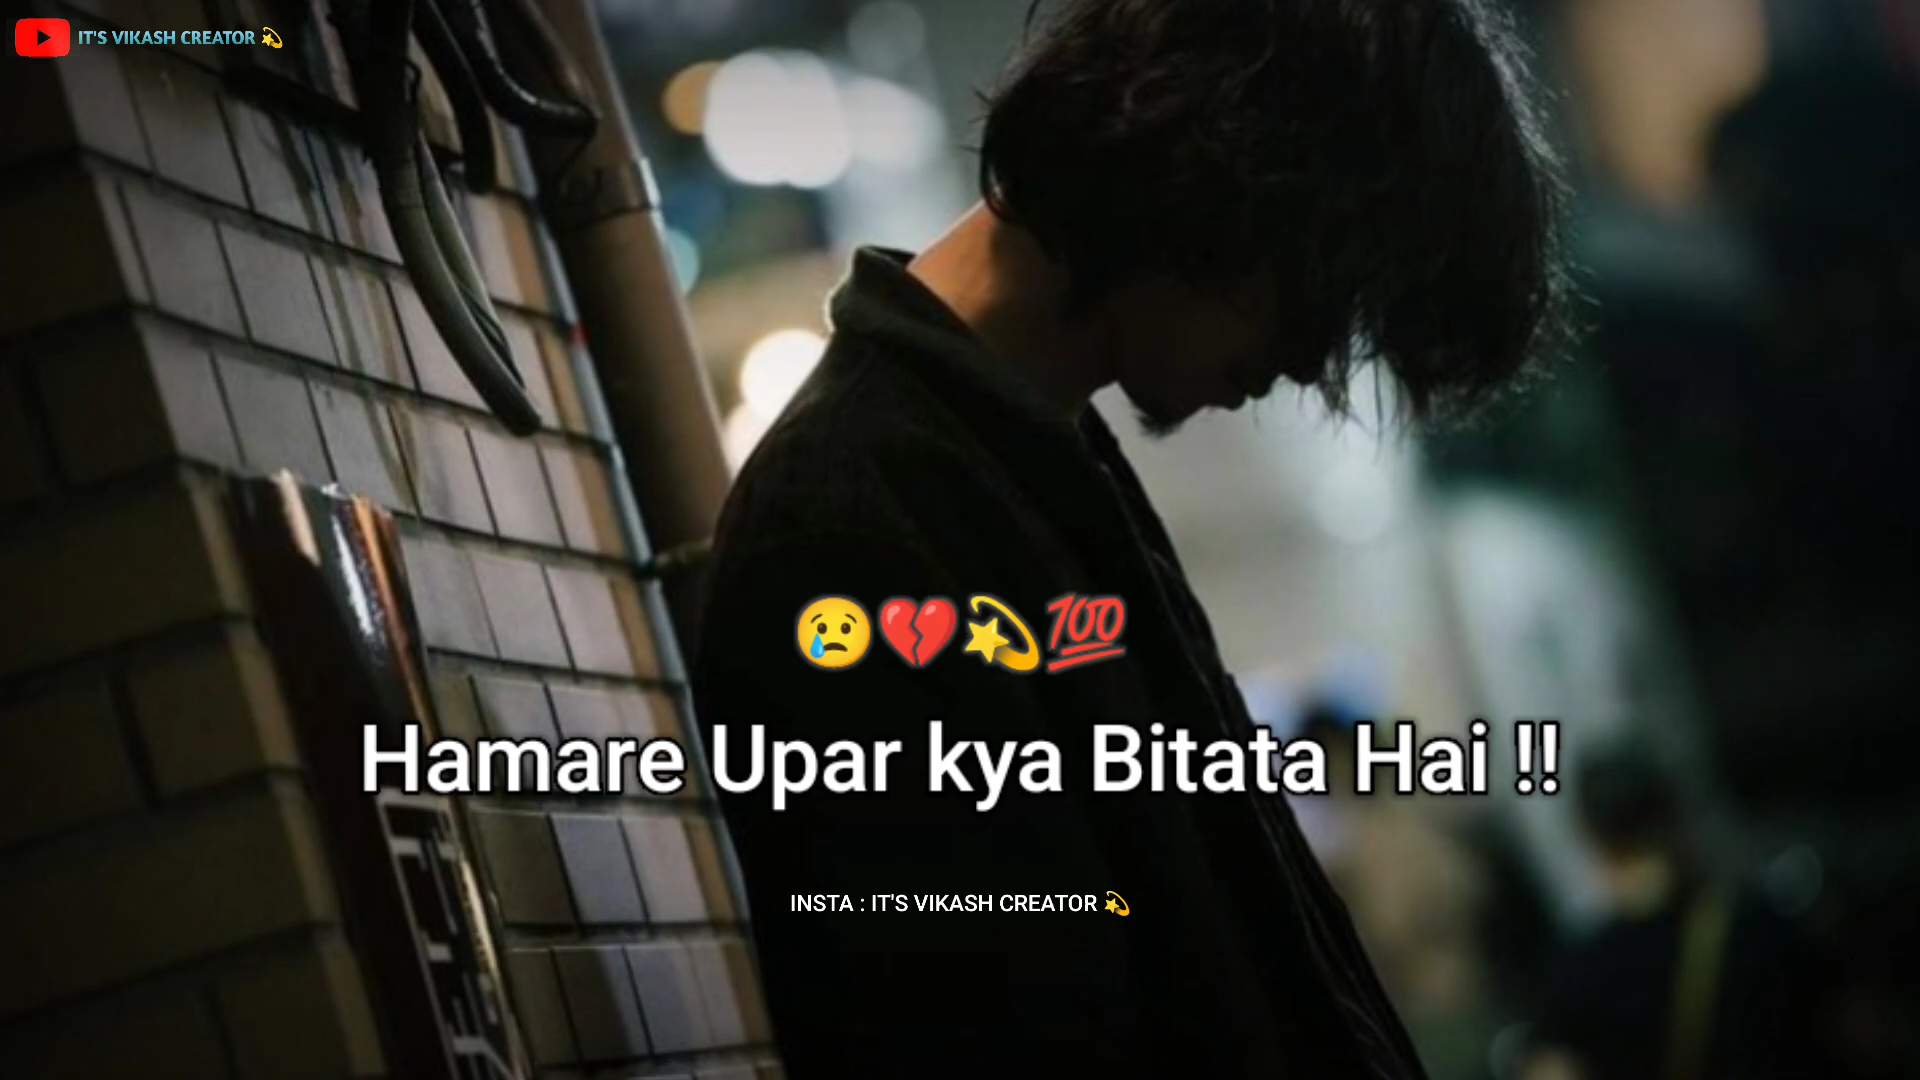 IT'S VIKASH CREATOR 💫
😢💔💫💯
Hamare Upar kya Bitata Hai !!
INSTA : IT'S VIKASH CREATOR 💫